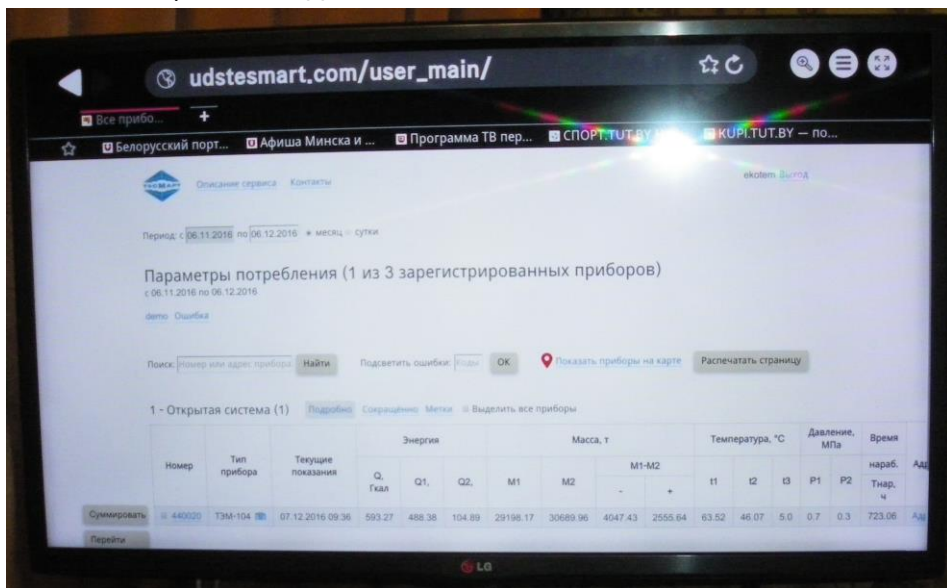 udstesmart.com/user_main/
Все прибо... +
Белорусский порт... Афиша Минска и ... Программа ТВ пер... СПОРТ.TUT.BY KUPI.TUT.BY — по...
Описание сервиса Контакты ekotem Выход
Период: с 06.11.2016 по 06.12.2016 месяц сутки
Параметры потребления (1 из 3 зарегистрированных приборов)
с 06.11.2016 по 06.12.2016
demo Ошибка
Поиск: Номер или адрес прибора Найти Подсветить ошибки: Коды OK Показать приборы на карте Распечатать страницу
1 - Открытая система (1) Подробно Сокращённо Метки Выделить все приборы
Энергия Масса, т Температура, °C Давление, МПа Время
Номер Тип прибора Текущие показания Q, Гкал Q1, Q2, M1 M2 M1-M2 - + t1 t2 t3 P1 P2 нараб. Тнар, ч
Суммировать 440020 ТЭМ-104 07.12.2016 09:36 593.27 488.38 104.89 29198.17 30689.96 4047.43 2555.64 63.52 46.07 5.0 0.7 0.3 723.06
Перейти
LG